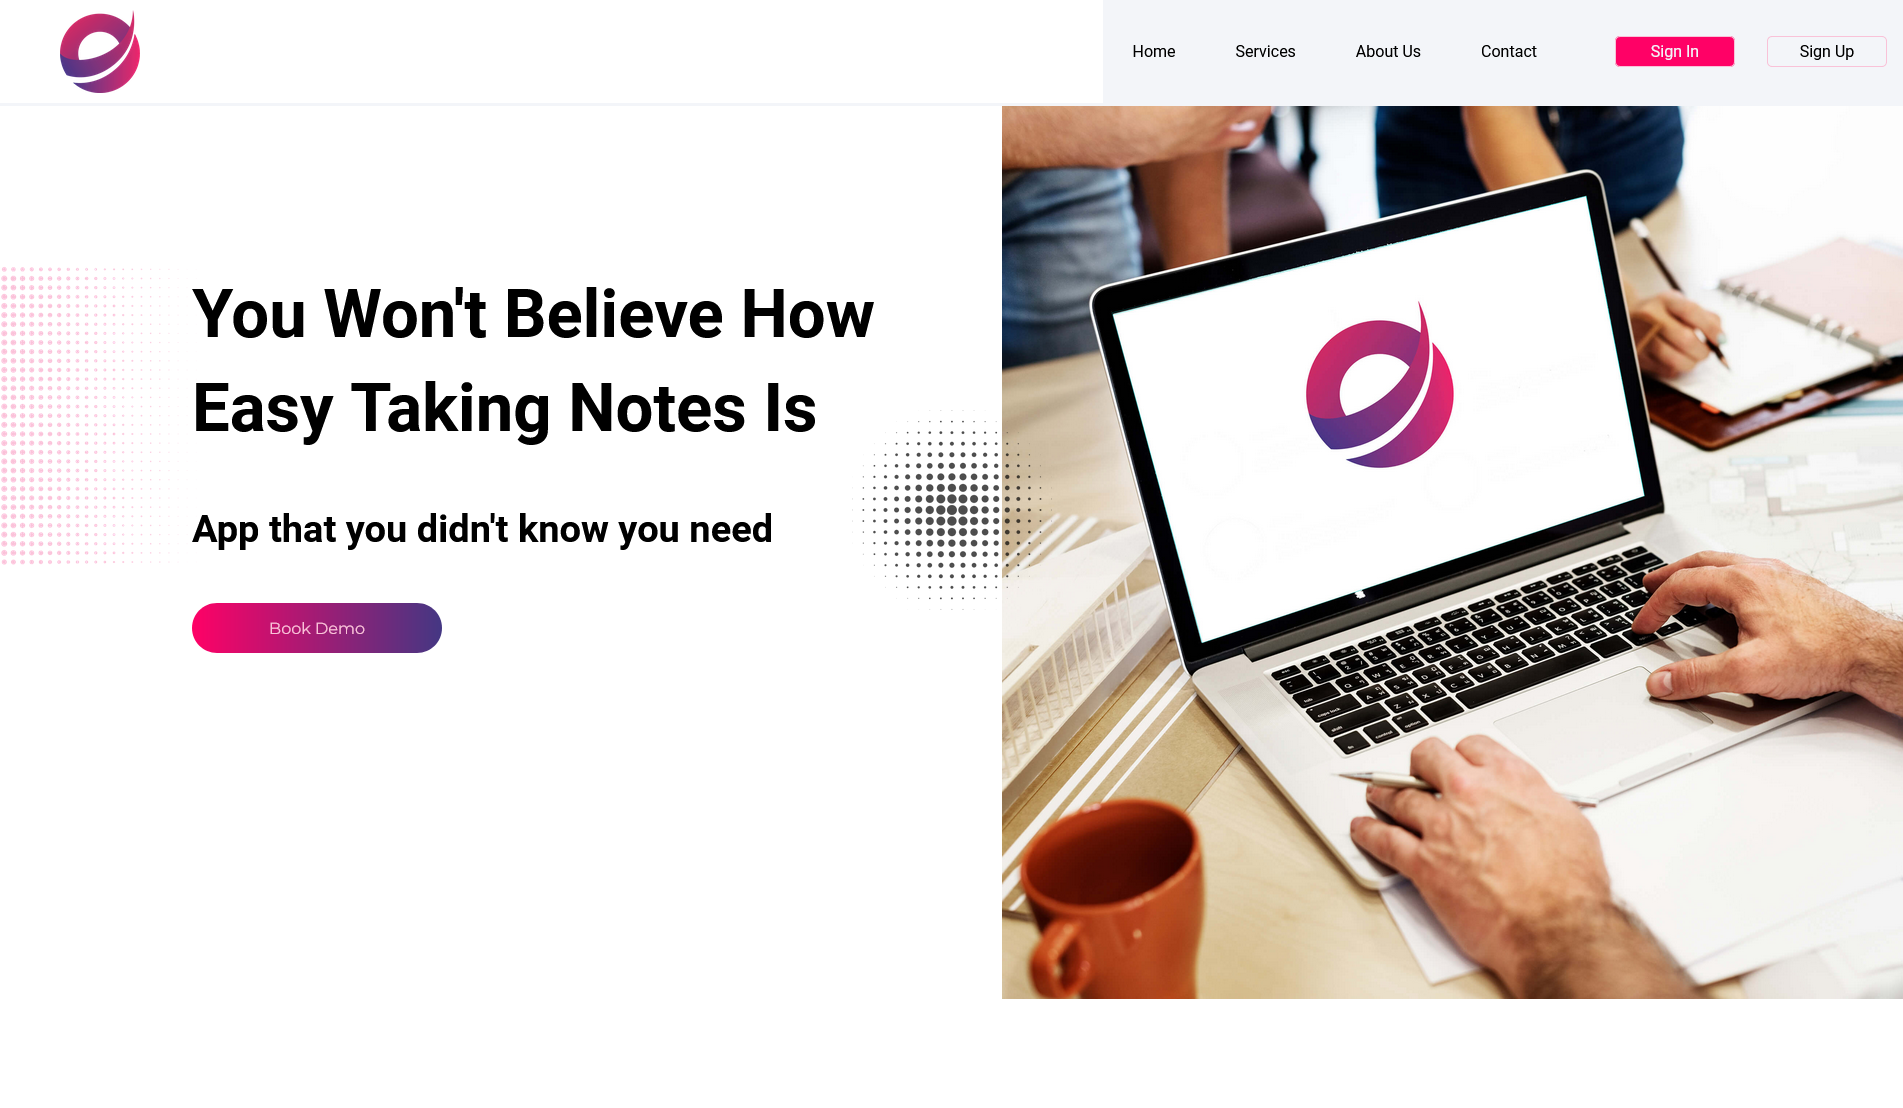 Home Services About Us Contact Sign In Sign Up
You Won't Believe How
Easy Taking Notes Is
App that you didn't know you need
Book Demo